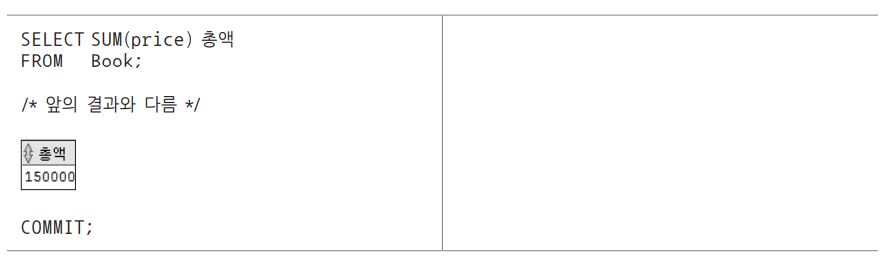 SELECT SUM(price) 총액
FROM Book;
/* 앞의 결과와 다름 */
총액
150000
COMMIT;